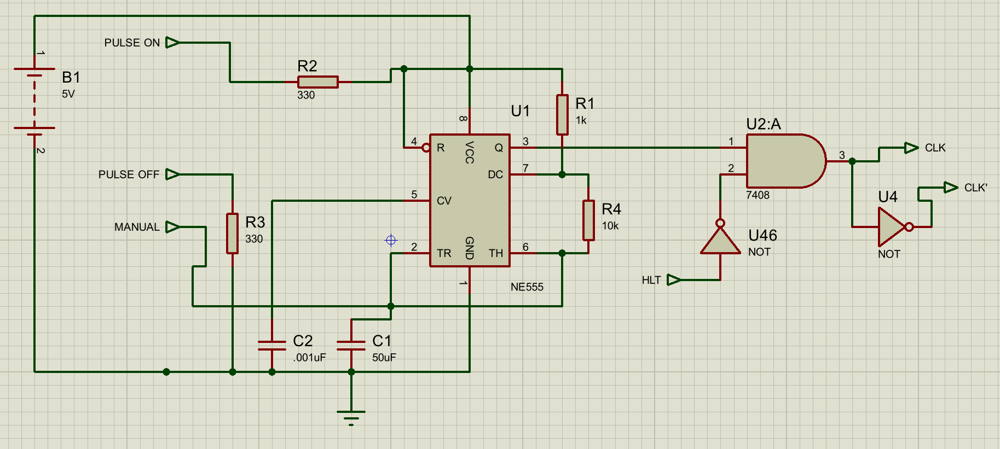 PULSE ON
1
B1
5V
2
R2
330
U1
R1
1k
8
4
R
VCC
Q
3
DC
7
5
CV
2
TR
GND
TH
6
1
NE555
R4
10k
PULSE OFF
MANUAL
R3
330
C2
.001uF
C1
50uF
U2:A
1
2
3
7408
CLK
CLK'
U4
NOT
U46
NOT
HLT